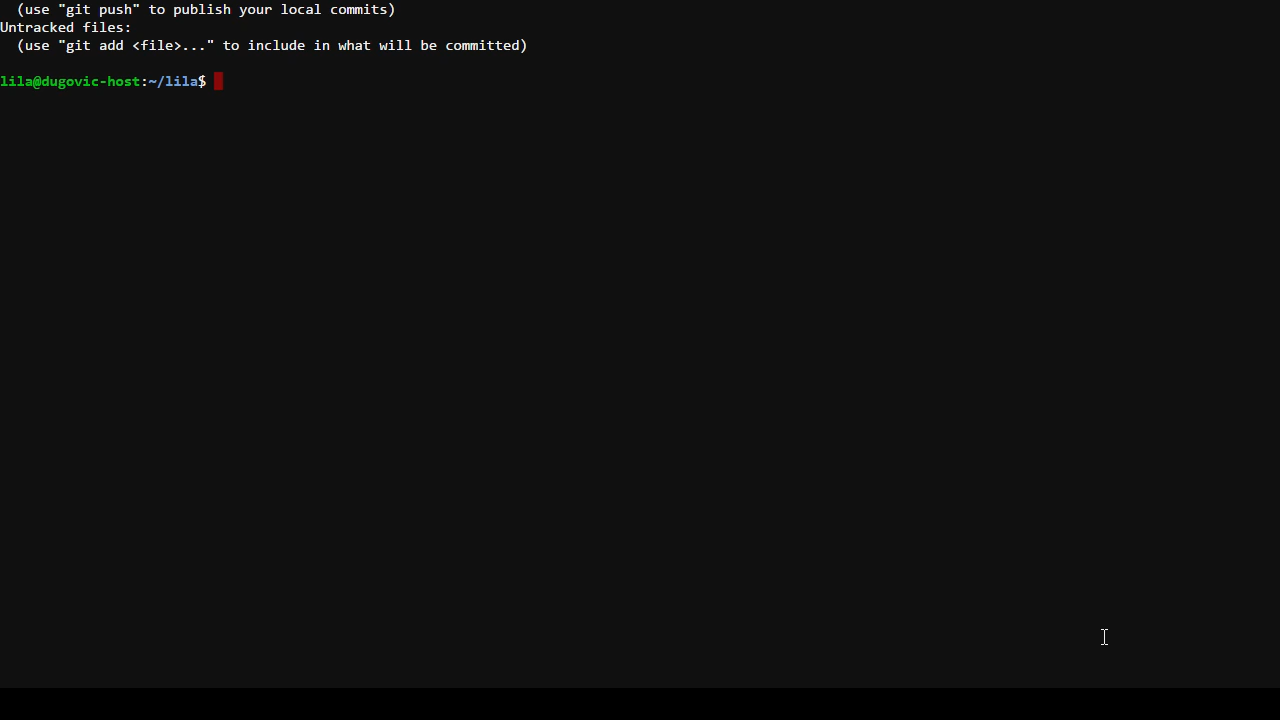 (use "git push" to publish your local commits)
Untracked files:
(use "git add <file>..." to include in what will be committed)
lila@dugovic-host:~/lila$